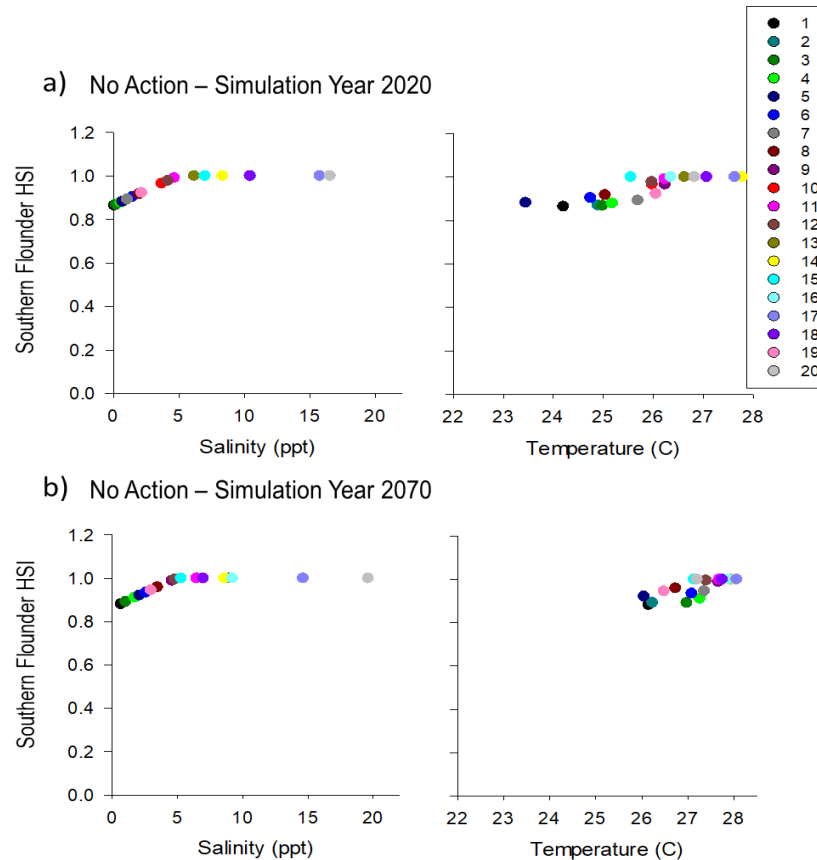 a) No Action – Simulation Year 2020
Southern Flounder HSI
1.2
1.0
0.8
0.6
0.4
0.2
0.0
0 5 10 15 20
Salinity (ppt)
22 23 24 25 26 27 28
Temperature (C)
1
2
3
4
5
6
7
8
9
10
11
12
13
14
15
16
17
18
19
20
b) No Action – Simulation Year 2070
Southern Flounder HSI
1.2
1.0
0.8
0.6
0.4
0.2
0.0
0 5 10 15 20
Salinity (ppt)
22 23 24 25 26 27 28
Temperature (C)